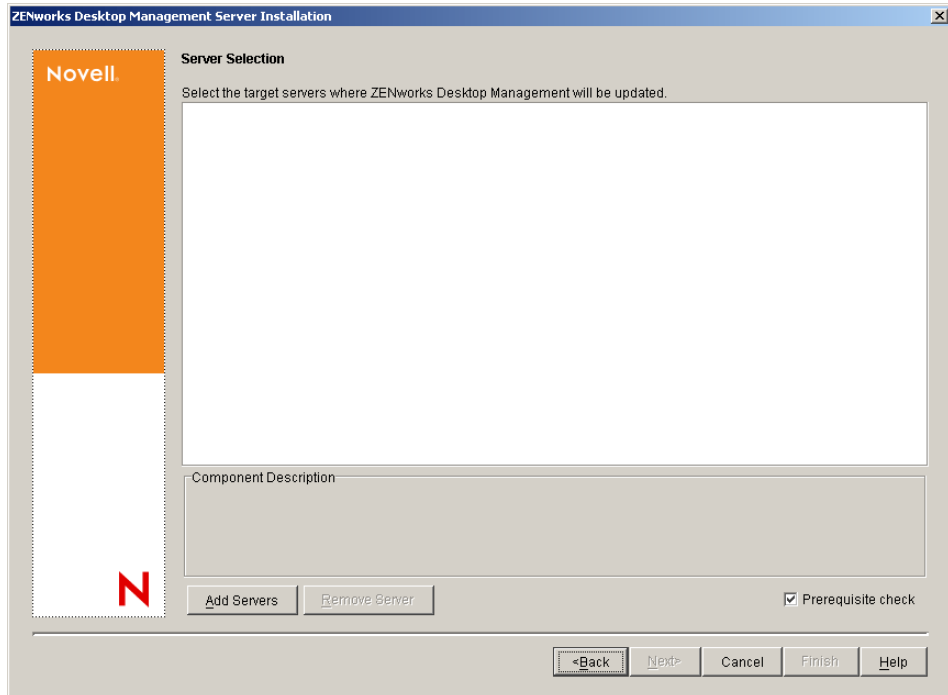 ZENworks Desktop Management Server Installation
Novell.
Server Selection
Select the target servers where ZENworks Desktop Management will be updated.
Component Description
N
Add Servers
Remove Server
Prerequisite check
<Back
Next>
Cancel
Finish
Help